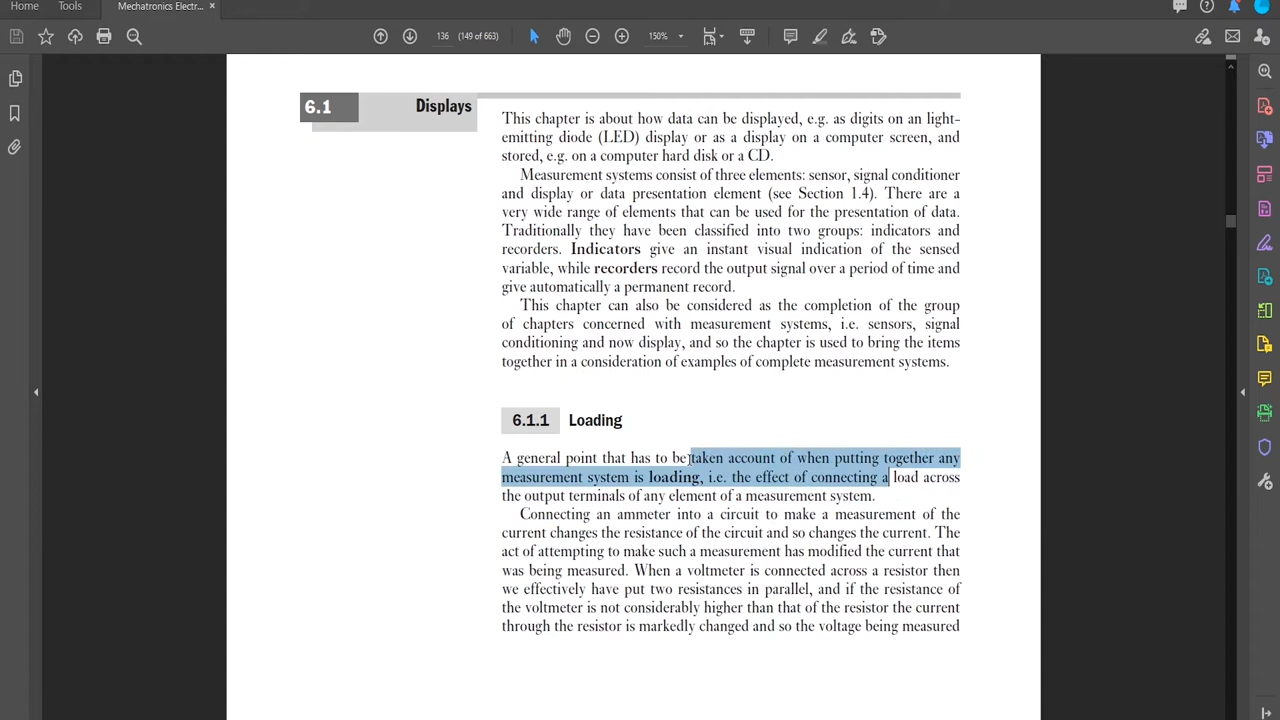 Home
Tools
Mechatronics Electr...
×
136
(149 of 663)
150%
6.1
Displays
This chapter is about how data can be displayed, e.g. as digits on an light-
emitting diode (LED) display or as a display on a computer screen, and
stored, e.g. on a computer hard disk or a CD.
Measurement systems consist of three elements: sensor, signal conditioner
and display or data presentation element (see Section 1.4). There are a
very wide range of elements that can be used for the presentation of data.
Traditionally they have been classified into two groups: indicators and
recorders. Indicators give an instant visual indication of the sensed
variable, while recorders record the output signal over a period of time and
give automatically a permanent record.
This chapter can also be considered as the completion of the group
of chapters concerned with measurement systems, i.e. sensors, signal
conditioning and now display, and so the chapter is used to bring the items
together in a consideration of examples of complete measurement systems.
6.1.1
Loading
A general point that has to be taken account of when putting together any
measurement system is loading, i.e. the effect of connecting a load across
the output terminals of any element of a measurement system.
Connecting an ammeter into a circuit to make a measurement of the
current changes the resistance of the circuit and so changes the current. The
act of attempting to make such a measurement has modified the current that
was being measured. When a voltmeter is connected across a resistor then
we effectively have put two resistances in parallel, and if the resistance of
the voltmeter is not considerably higher than that of the resistor the current
through the resistor is markedly changed and so the voltage being measured